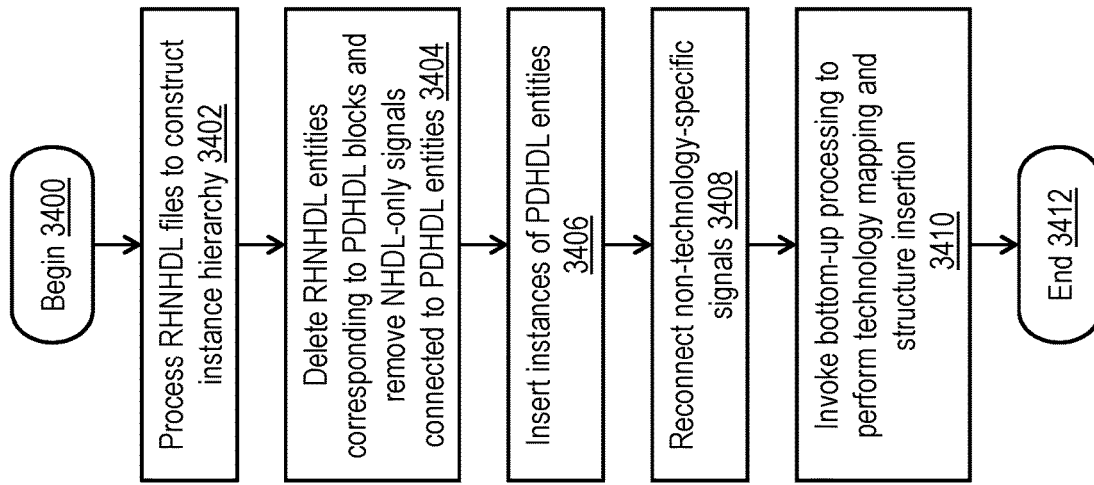 Begin 3400
Process RHNHDL files to construct
instance hierarchy 3402
Delete RHNHDL entities
corresponding to PDHDL blocks and
remove NHDL-only signals
connected to PDHDL entities 3404
Insert instances of PDHDL entities
3406
Reconnect non-technology-specific
signals 3408
Invoke bottom-up processing to
perform technology mapping and
structure insertion
3410
End 3412